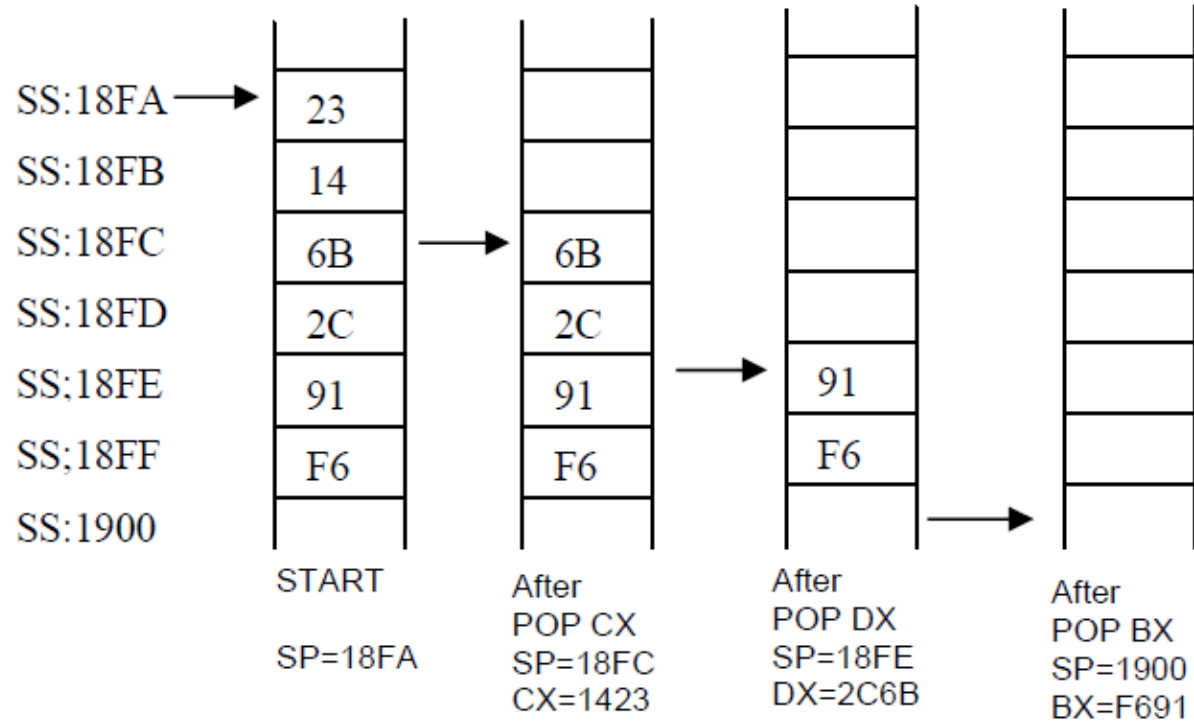 SS:18FA 23
SS:18FB 14
SS:18FC 6B 6B
SS:18FD 2C 2C
SS;18FE 91 91 91
SS;18FF F6 F6 F6
SS:1900
START
SP=18FA
After
POP CX
SP=18FC
CX=1423
After
POP DX
SP=18FE
DX=2C6B
After
POP BX
SP=1900
BX=F691